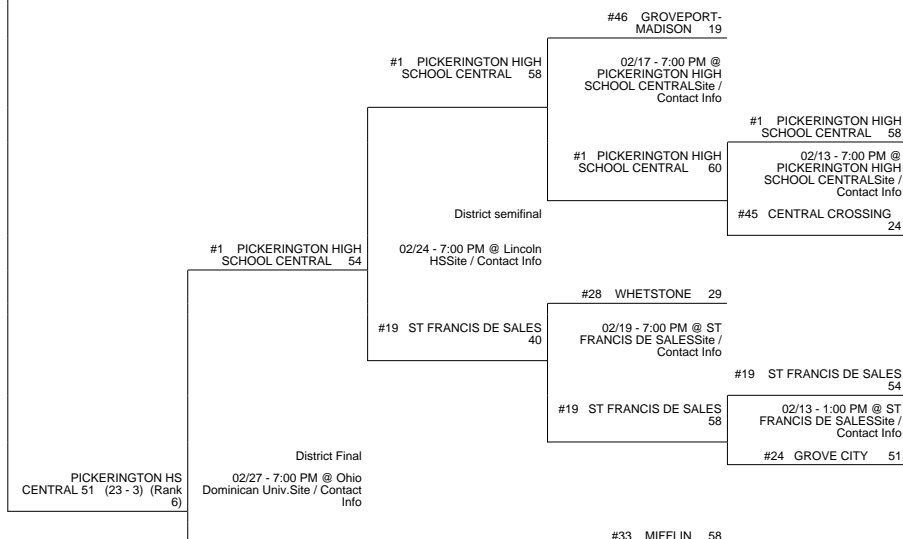 #46 GROVEPORT-
MADISON 19
#1 PICKERINGTON HIGH
SCHOOL CENTRAL 58
02/17 - 7:00 PM @
PICKERINGTON HIGH
SCHOOL CENTRALSite /
Contact Info
#1 PICKERINGTON HIGH
SCHOOL CENTRAL 58
#1 PICKERINGTON HIGH
SCHOOL CENTRAL 60
02/13 - 7:00 PM @
PICKERINGTON HIGH
SCHOOL CENTRALSite /
Contact Info
District semifinal
#45 CENTRAL CROSSING
24
#1 PICKERINGTON HIGH
SCHOOL CENTRAL 54
02/24 - 7:00 PM @ Lincoln
HSSite / Contact Info
#28 WHETSTONE 29
#19 ST FRANCIS DE SALES
40
02/19 - 7:00 PM @ ST
FRANCIS DE SALESSite /
Contact Info
#19 ST FRANCIS DE SALES
54
#19 ST FRANCIS DE SALES
58
02/13 - 1:00 PM @ ST
FRANCIS DE SALESSite /
Contact Info
District Final
#24 GROVE CITY 51
PICKERINGTON HS
CENTRAL 51 (23 - 3) (Rank
6)
02/27 - 7:00 PM @ Ohio
Dominican Univ.Site / Contact
Info
#33 MIFFLIN 58